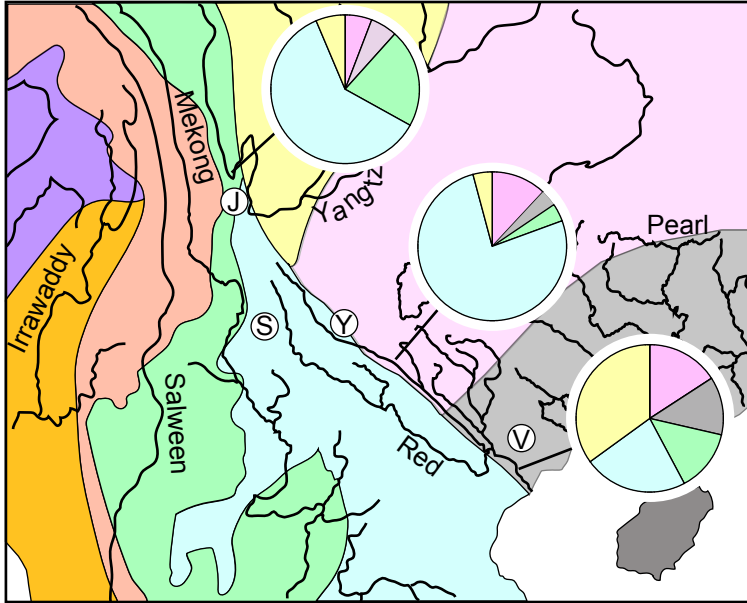 Mekong
J
Yangtz
Pearl
Irrawaddy
S
Y
Salween
Red
V